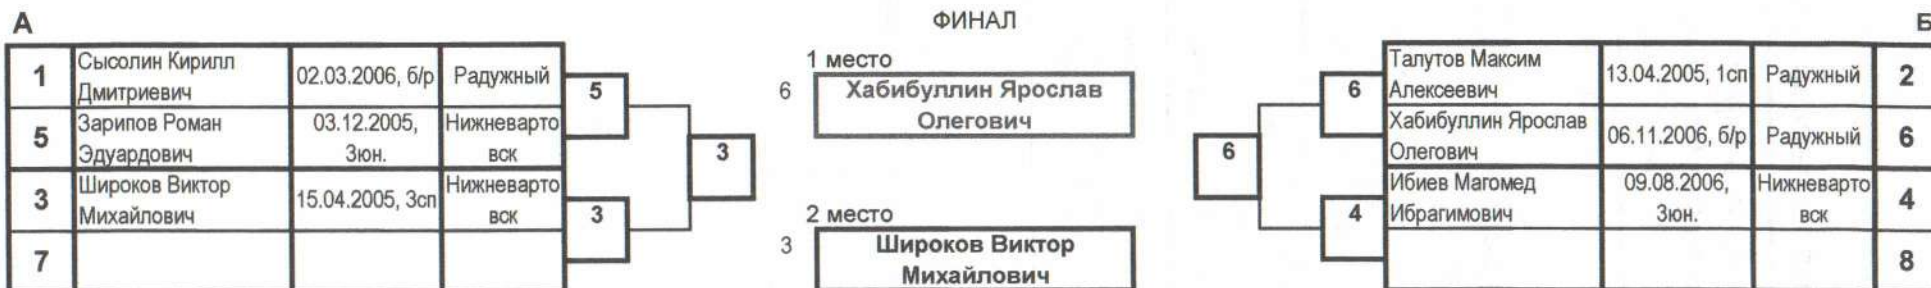 А
ФИНАЛ
Б
1
Сысолин Кирилл
Дмитриевич
02.03.2006, б/р
Радужный
5
Зарипов Роман
Эдуардович
03.12.2005,
3юн.
Нижневарто
вск
3
Широков Виктор
Михайлович
15.04.2005, 3сп
Нижневарто
вск
7
5
3
3
1 место
6
Хабибуллин Ярослав
Олегович
2 место
3
Широков Виктор
Михайлович
6
6
4
Талутов Максим
Алексеевич
13.04.2005, 1сп
Радужный
2
Хабибуллин Ярослав
Олегович
06.11.2006, б/р
Радужный
6
Ибиев Магомед
Ибрагимович
09.08.2006,
3юн.
Нижневарто
вск
4
8